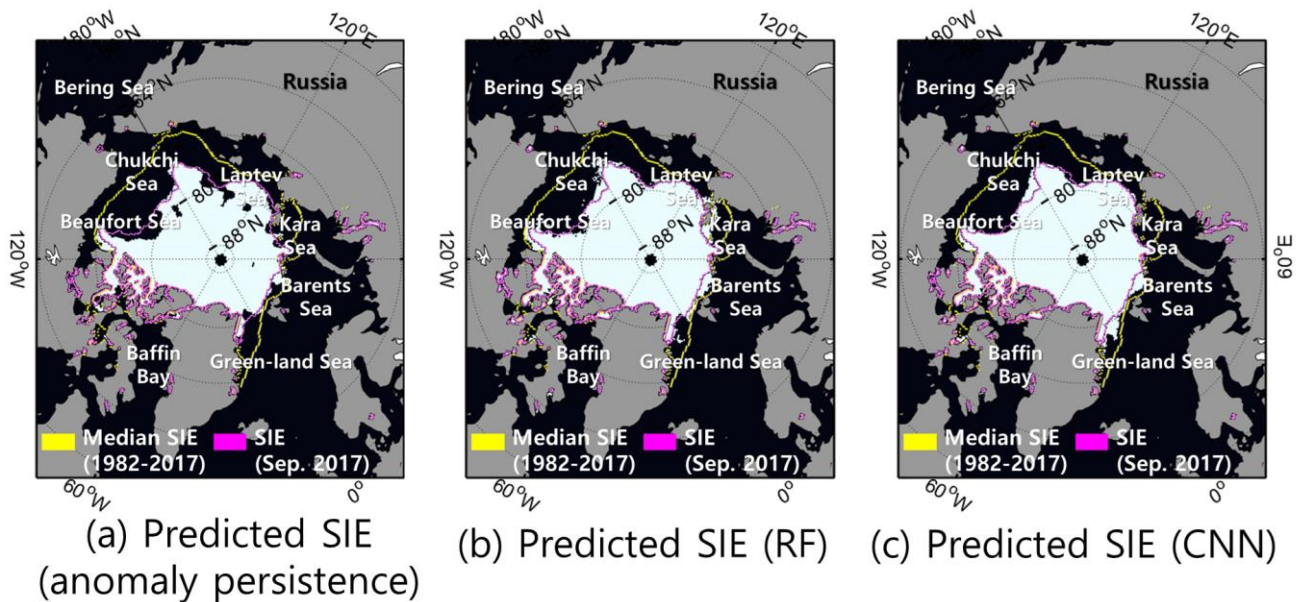 180°W
120°E
84°N
Bering Sea
Russia
Chukchi
Sea
Laptev
Sea
80
Beaufort Sea
88°N
Kara
Sea
120°W
Barents
Sea
Baffin
Bay
Green-land Sea
Median SIE
(1982-2017)
SIE
(Sep. 2017)
60°W
0°
(a) Predicted SIE
(anomaly persistence)
180°W
120°E
Bering Sea
Russia
Chukchi
Sea
Laptev
Sea
80
Beaufort Sea
88°N
Kara
Sea
120°W
Barents
Sea
Baffin
Bay
Green-land Sea
Median SIE
(1982-2017)
SIE
(Sep. 2017)
60°W
0°
(b) Predicted SIE (RF)
180°W
120°E
Bering Sea
Russia
Chukchi
Sea
Laptev
Sea
80
Beaufort Sea
88°N
Kara
Sea
120°W
60°E
Barents
Sea
Baffin
Bay
Green-land Sea
Median SIE
(1982-2017)
SIE
(Sep. 2017)
60°W
0°
(c) Predicted SIE (CNN)